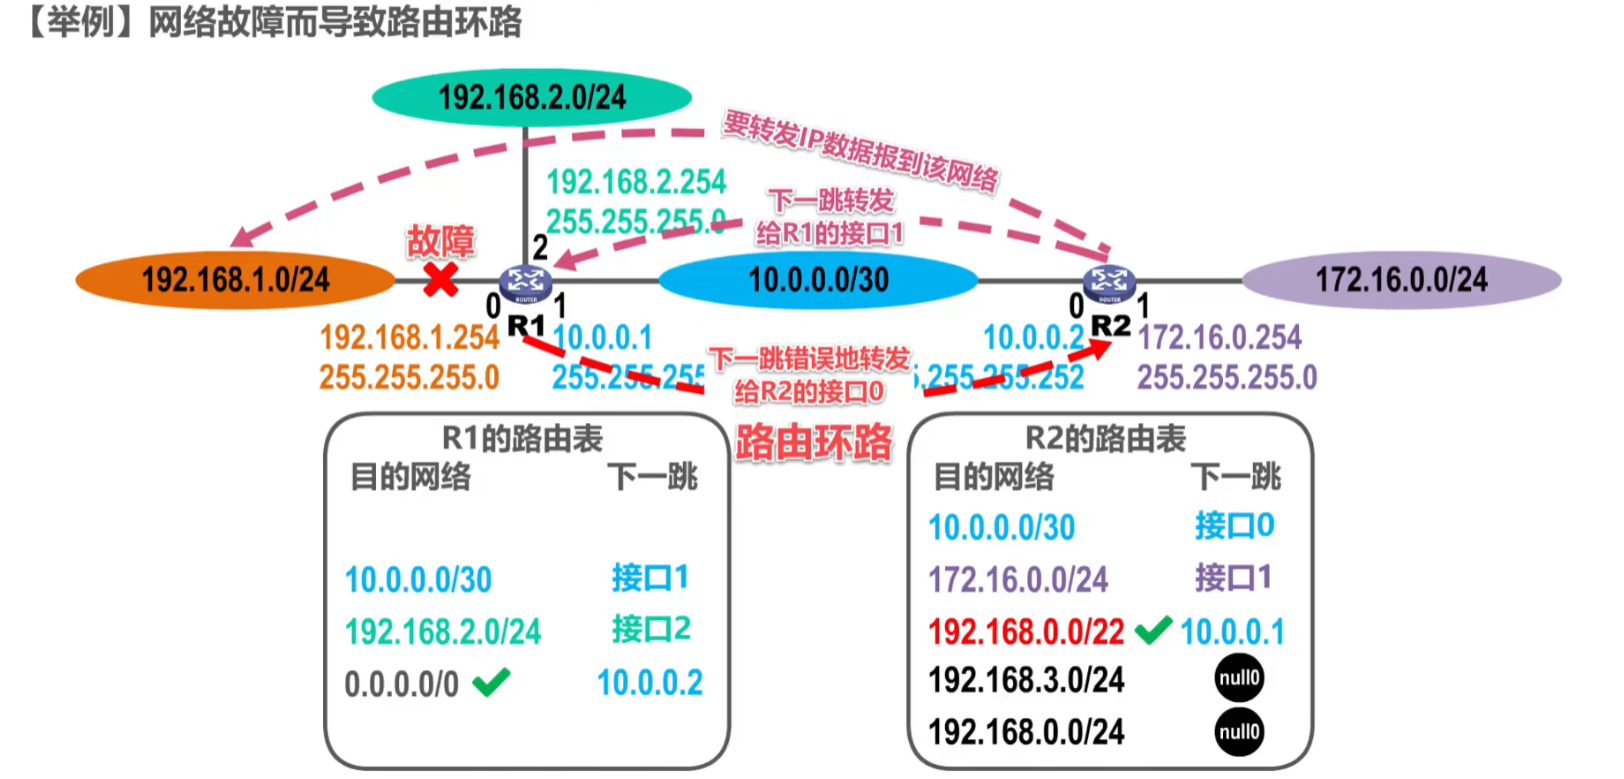 【举例】网络故障而导致路由环路
192.168.2.0/24
要转发IP数据报到该网络
192.168.2.254
255.255.255.0
下一跳转发
给R1的接口1
故障
2
192.168.1.0/24
ROUTER
10.0.0.0/30
ROUTER
172.16.0.0/24
0
1
R1
0
1
R2
192.168.1.254
255.255.255.0
10.0.0.1
255.255.255
下一跳错误地转发
给R2的接口0
10.0.0.2
.255.255.252
172.16.0.254
255.255.255.0
路由环路
R1的路由表
目的网络 下一跳
10.0.0.0/30 接口1
192.168.2.0/24 接口2
0.0.0.0/0 10.0.0.2
R2的路由表
目的网络 下一跳
10.0.0.0/30 接口0
172.16.0.0/24 接口1
192.168.0.0/22 10.0.0.1
192.168.3.0/24 null0
192.168.0.0/24 null0